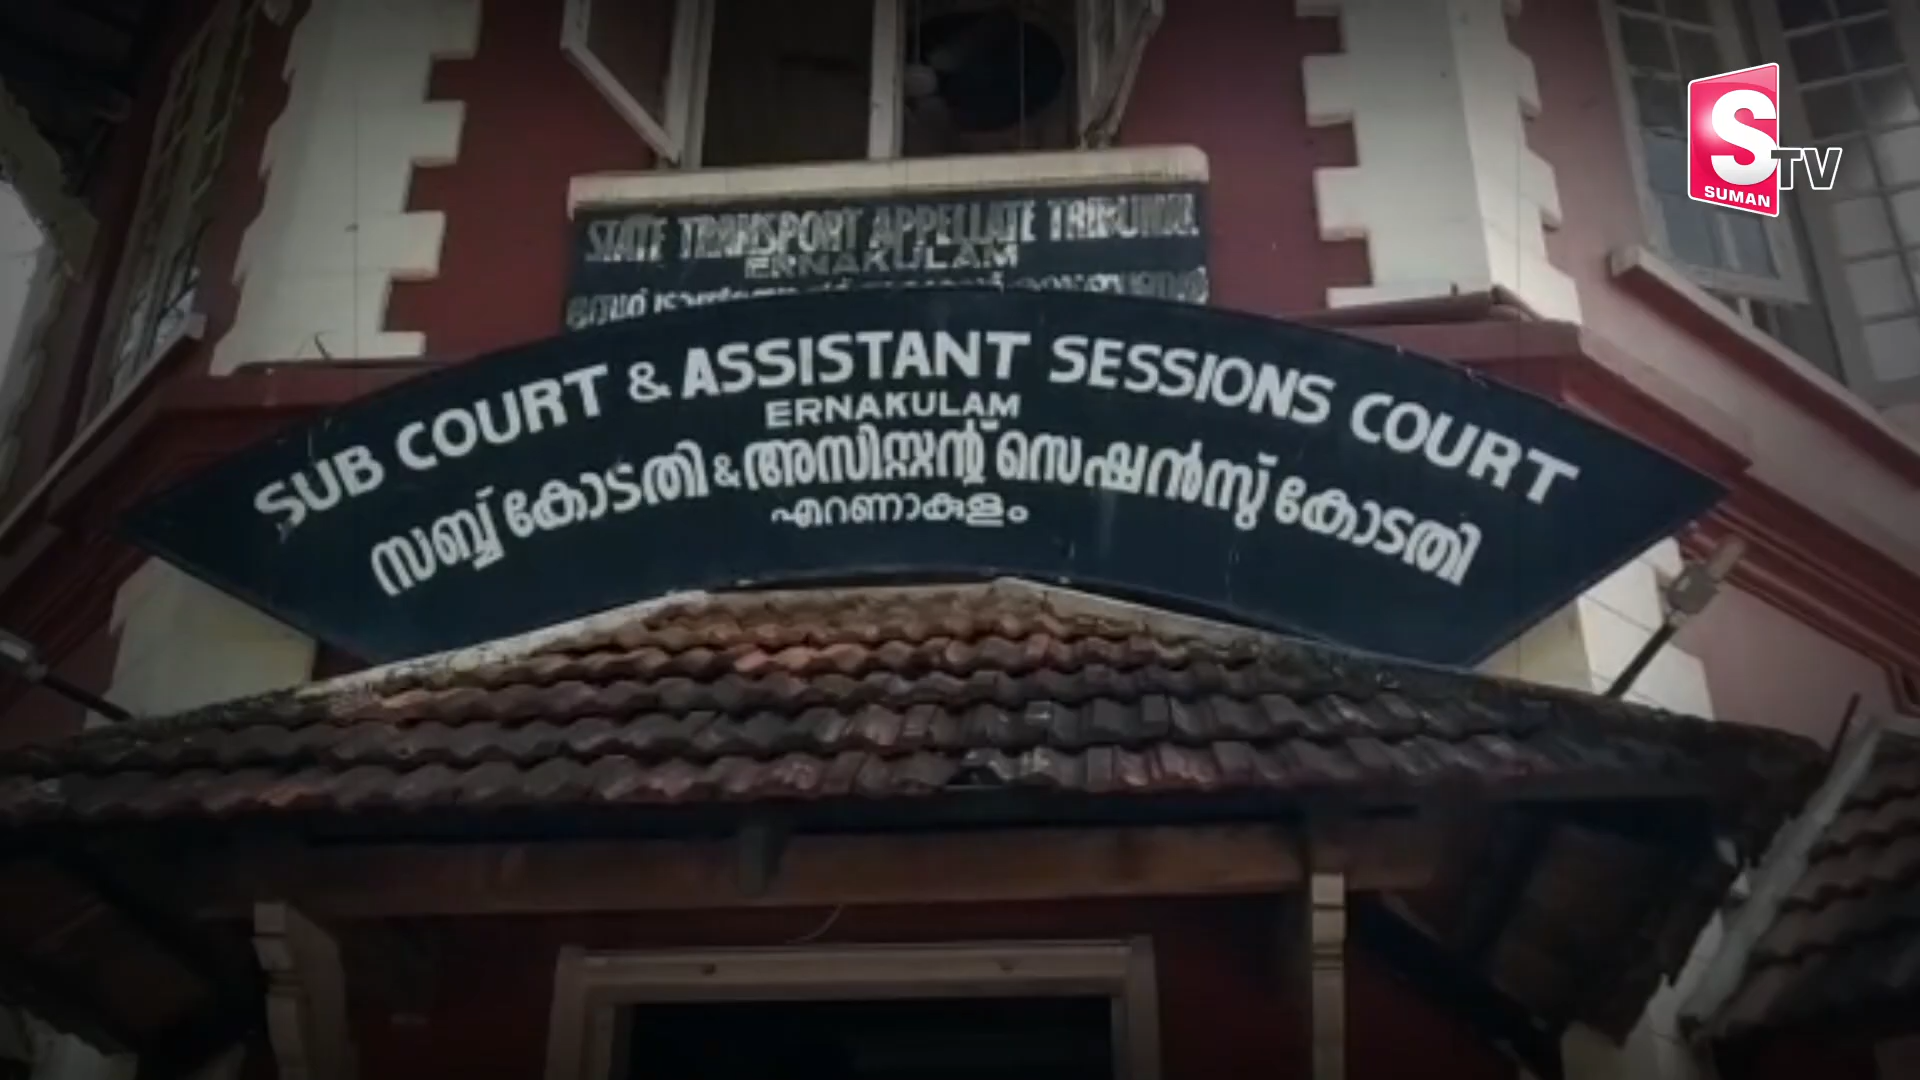 STATE TRANSPORT APPELLATE TRIBUNAL
ERNAKULAM
SUB COURT & ASSISTANT SESSIONS COURT
ERNAKULAM
സബ്ബ് കോടതി & അസിസ്റ്റന്റ് സെഷൻസ്സ് കോടതി
എറണാകുളം
S TV
SUMAN